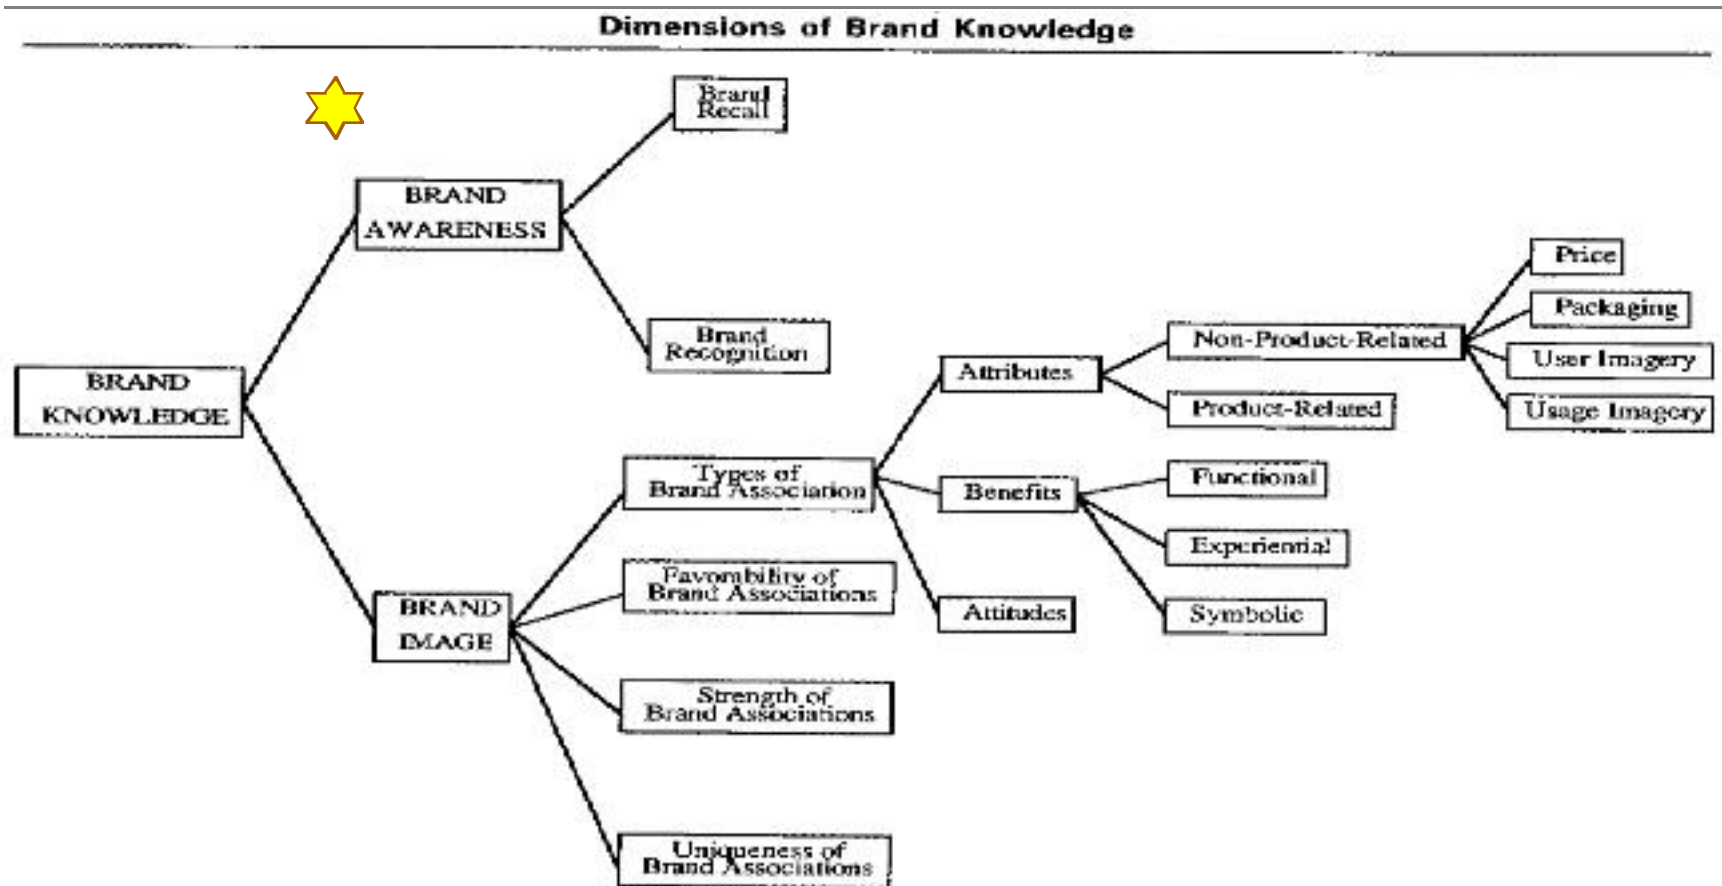 Dimensions of Brand Knowledge
Brand
Recall
BRAND
AWARENESS
Brand
Recognition
BRAND
KNOWLEDGE
Price
Packaging
Non-Product-Related
User Imagery
Attributes
Product-Related
Usage Imagery
Types of
Brand Association
Benefits
Functional
Experiential
Favorability of
Brand Associations
BRAND
IMAGE
Attitudes
Symbolic
Strength of
Brand Associations
Uniqueness of
Brand Associations